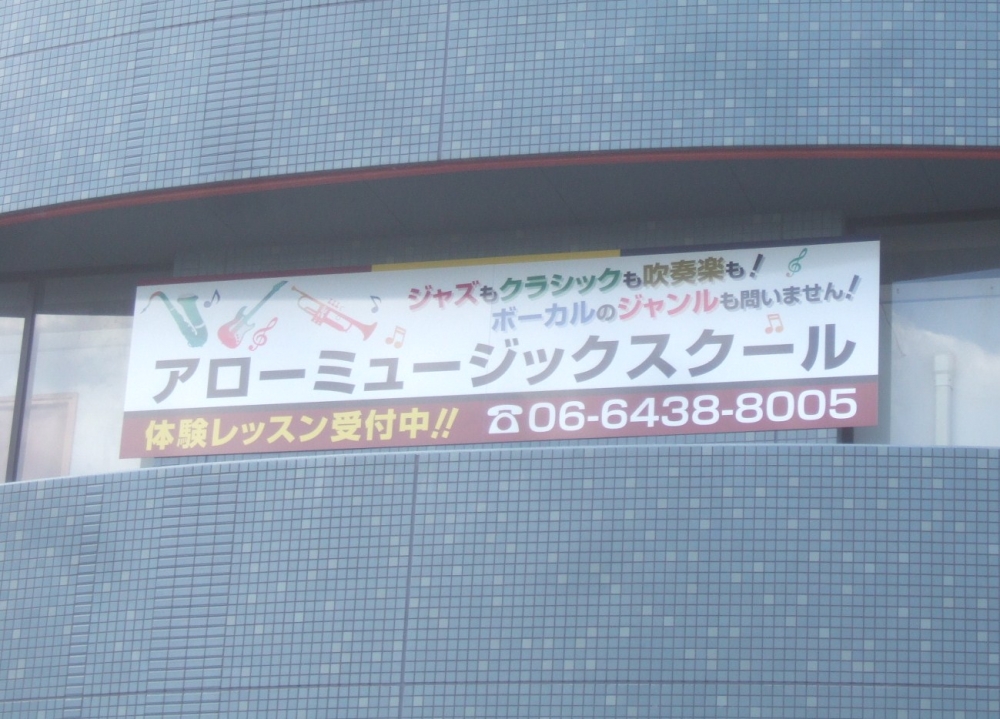 ジャズもクラシックも吹奏楽も!
ボーカルのジャンルも問いません!
アローミュージックスクール
体験レッスン受付中!! ☎06-6438-8005